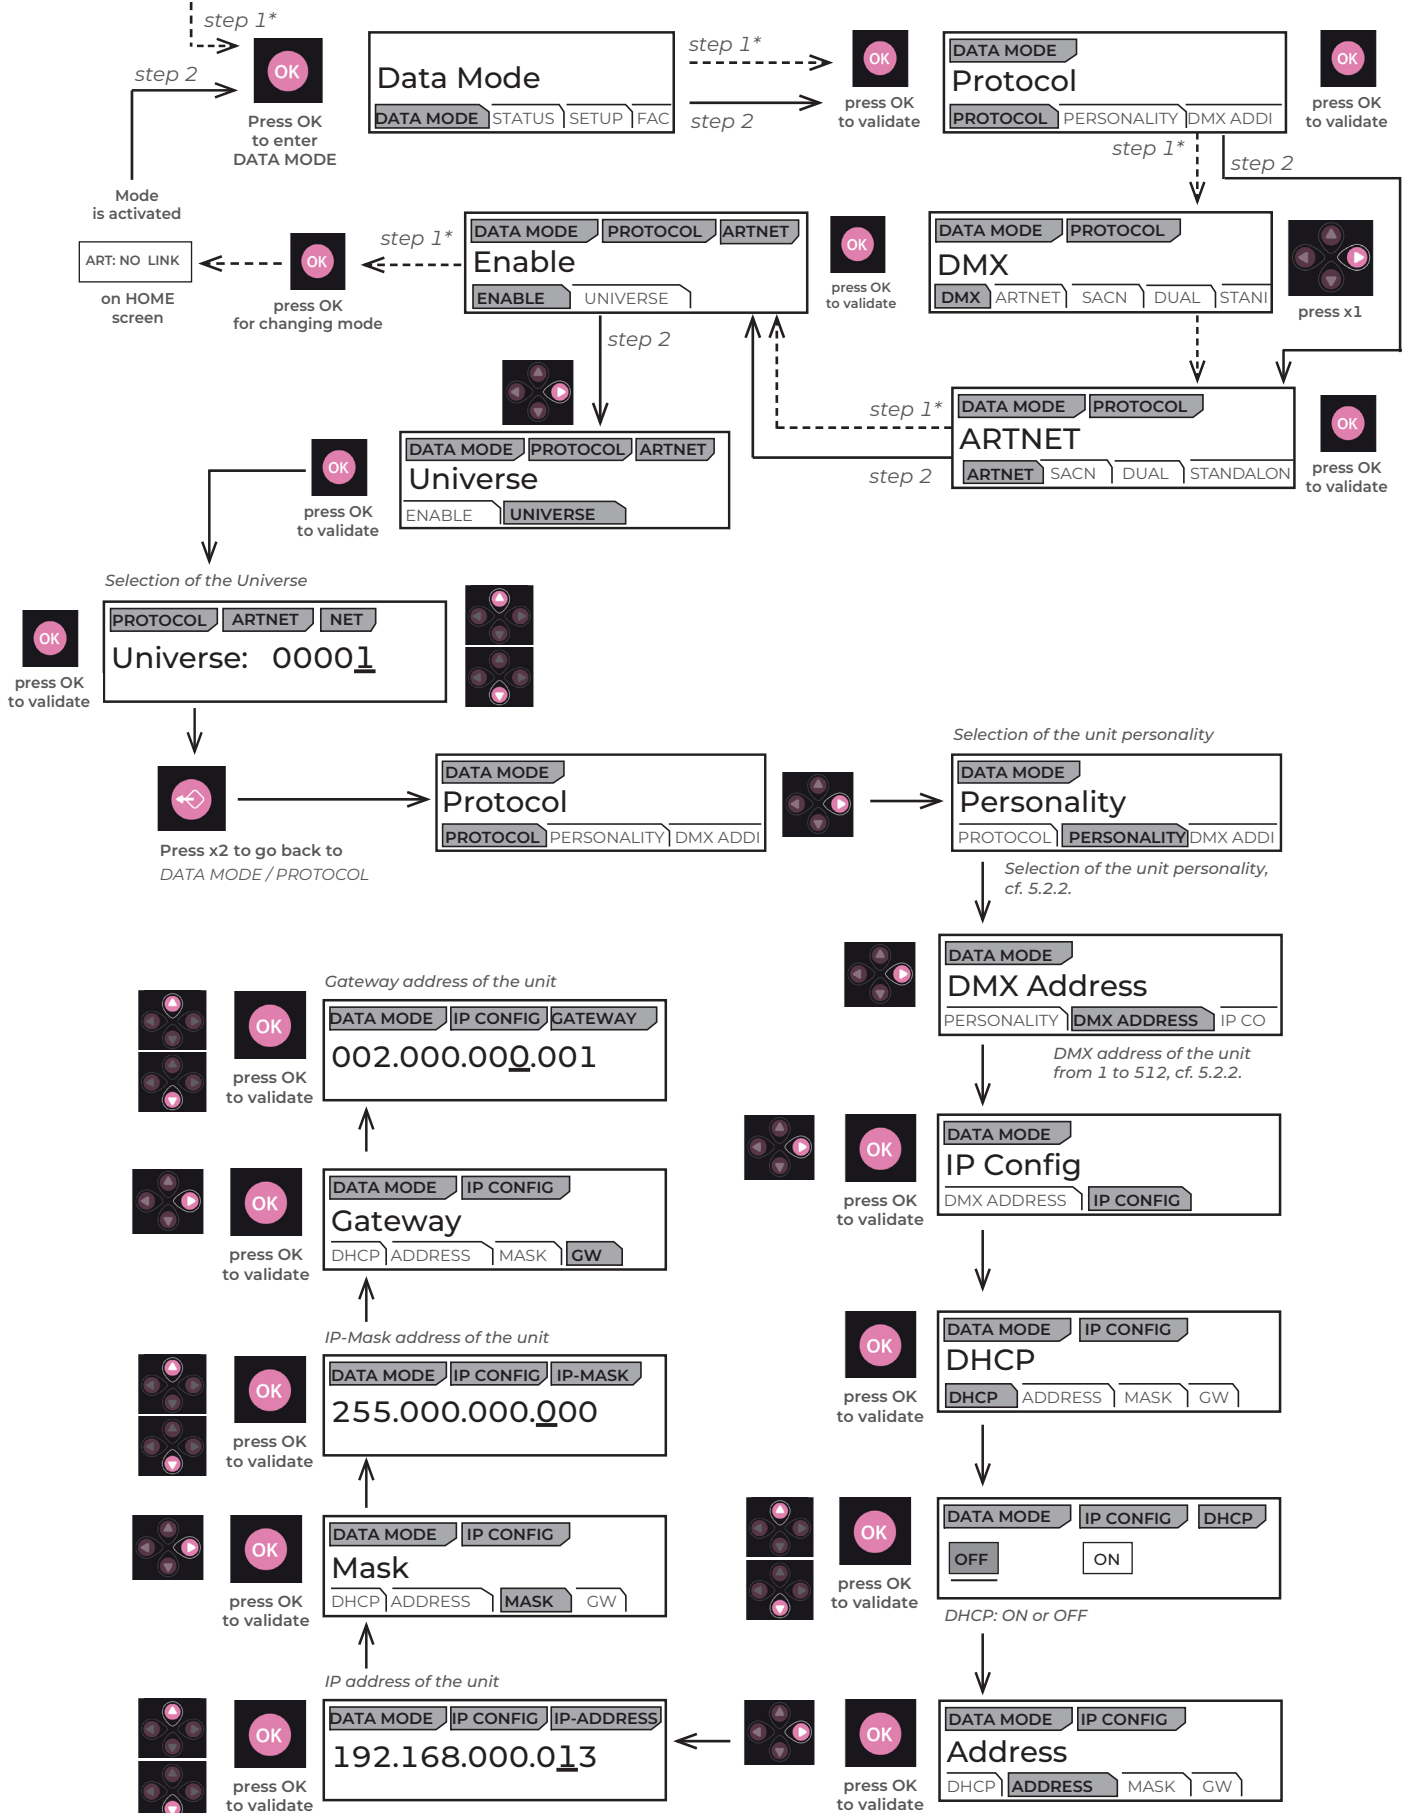 step 1*
OK
step 2
Press OK
to enter
DATA MODE
Data Mode
DATA MODE STATUS SETUP FAC
step 1*
step 2
OK
press OK
to validate
DATA MODE
Protocol
PROTOCOL PERSONALITY DMX ADDI
OK
press OK
to validate
step 1*
step 2
Mode
is activated
ART: NO LINK
on HOME
screen
OK
press OK
for changing mode
step 1*
DATA MODE PROTOCOL ARTNET
Enable
ENABLE UNIVERSE
OK
press OK
to validate
DATA MODE PROTOCOL
DMX
DMX ARTNET SACN DUAL STANI
press x1
step 2
step 1*
step 2
DATA MODE PROTOCOL
ARTNET
ARTNET SACN DUAL STANDALON
OK
press OK
to validate
OK
press OK
to validate
DATA MODE PROTOCOL ARTNET
Universe
ENABLE UNIVERSE
Selection of the Universe
OK
press OK
to validate
PROTOCOL ARTNET NET
Universe: 00001
Press x2 to go back to
DATA MODE / PROTOCOL
DATA MODE
Protocol
PROTOCOL PERSONALITY DMX ADDI
Selection of the unit personality
DATA MODE
Personality
PROTOCOL PERSONALITY DMX ADDI
Selection of the unit personality,
cf. 5.2.2.
DATA MODE
DMX Address
PERSONALITY DMX ADDRESS IP CO
DMX address of the unit
from 1 to 512, cf. 5.2.2.
OK
press OK
to validate
DATA MODE
IP Config
DMX ADDRESS IP CONFIG
OK
press OK
to validate
DATA MODE IP CONFIG
DHCP
DHCP ADDRESS MASK GW
OK
press OK
to validate
DATA MODE IP CONFIG DHCP
OFF ON
DHCP: ON or OFF
OK
press OK
to validate
DATA MODE IP CONFIG
Address
DHCP ADDRESS MASK GW
IP address of the unit
OK
press OK
to validate
DATA MODE IP CONFIG IP-ADDRESS
192.168.000.013
OK
press OK
to validate
DATA MODE IP CONFIG
Mask
DHCP ADDRESS MASK GW
IP-Mask address of the unit
OK
press OK
to validate
DATA MODE IP CONFIG IP-MASK
255.000.000.000
OK
press OK
to validate
DATA MODE IP CONFIG
Gateway
DHCP ADDRESS MASK GW
Gateway address of the unit
OK
press OK
to validate
DATA MODE IP CONFIG GATEWAY
002.000.000.001